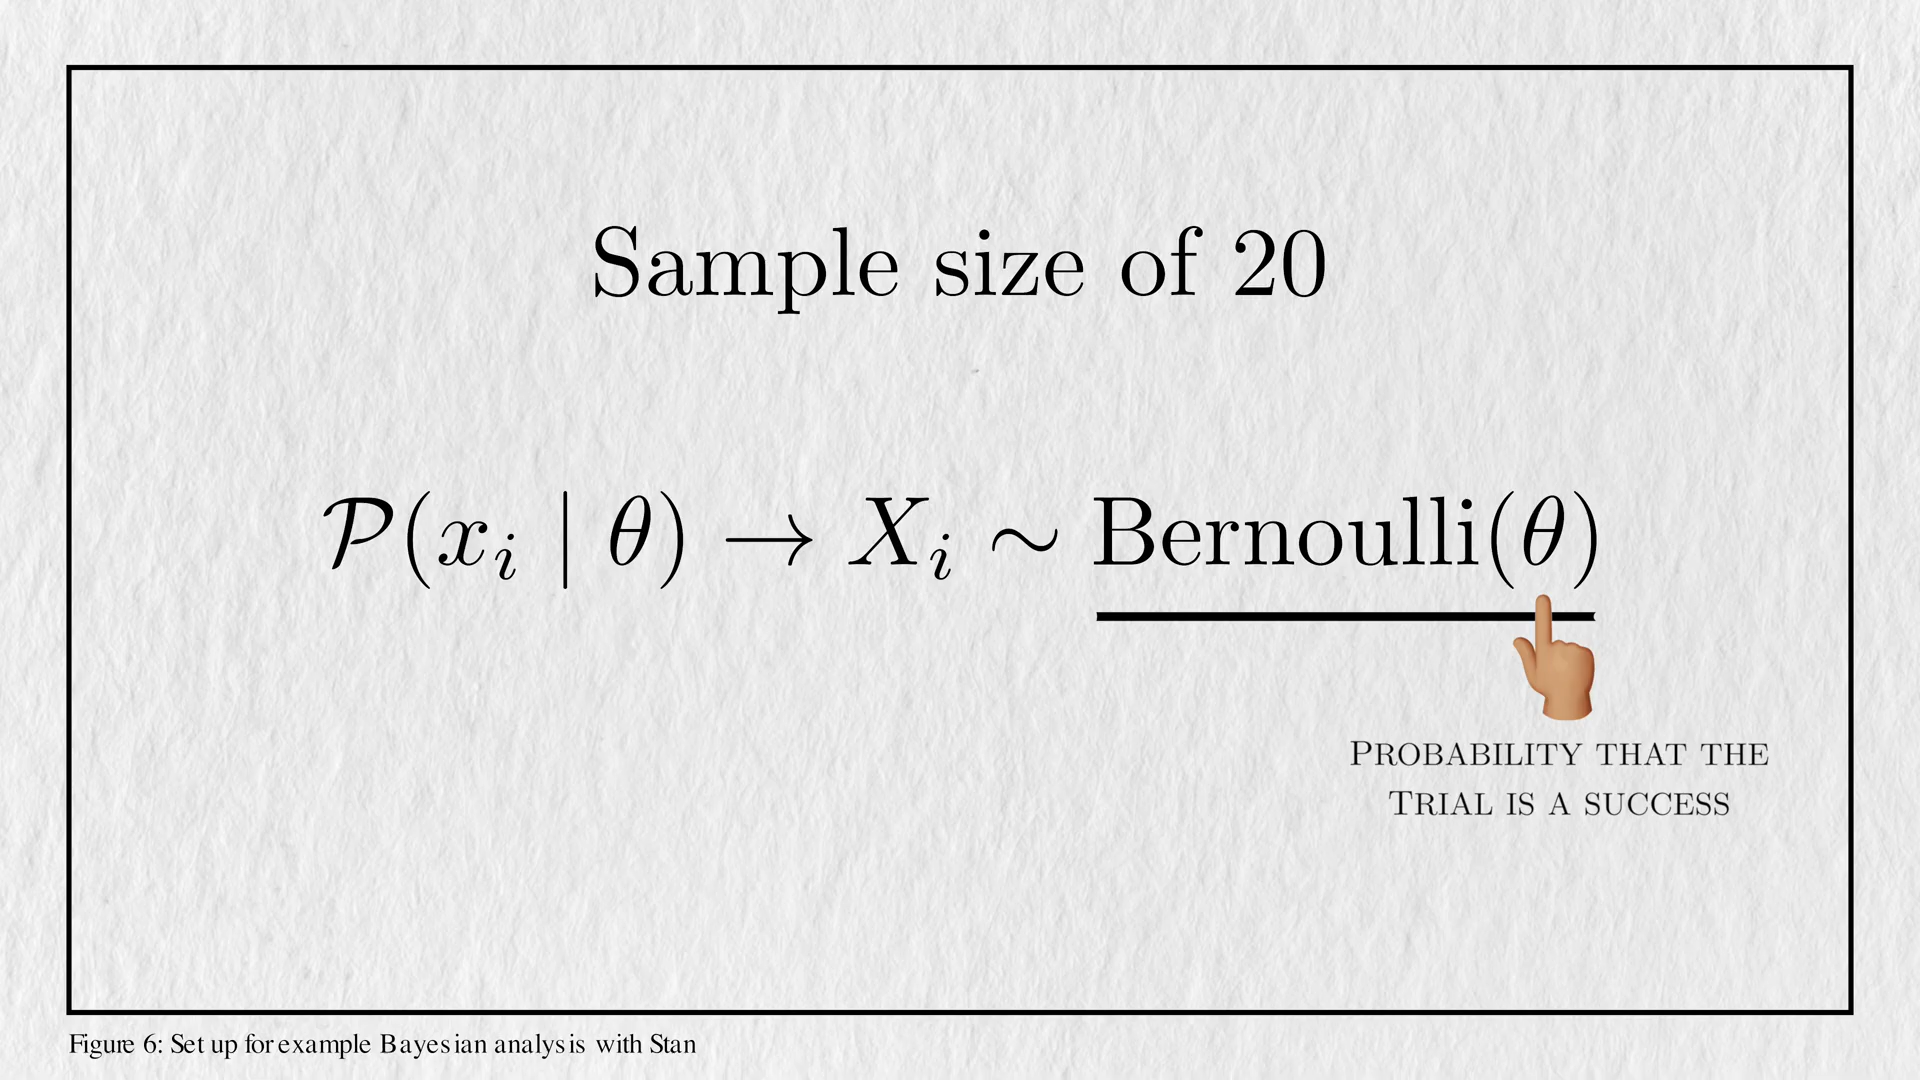 Sample size of 20
𝒫(xᵢ | θ) → Xᵢ ∼ Bernoulli(θ)
Probability that the
Trial is a success
Figure 6: Set up for example Bayesian analysis with Stan